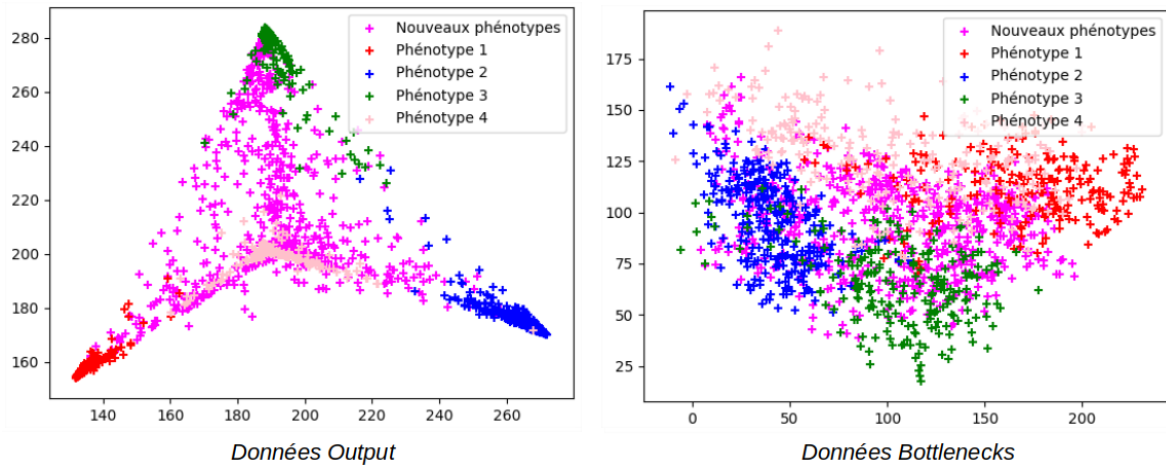 280
260
240
220
200
180
160
140 160 180 200 220 240 260
Nouveaux phénotypes
Phénotype 1
Phénotype 2
Phénotype 3
Phénotype 4
Données Output
175
150
125
100
75
50
25
0 50 100 150 200
Nouveaux phénotypes
Phénotype 1
Phénotype 2
Phénotype 3
Phénotype 4
Données Bottlenecks